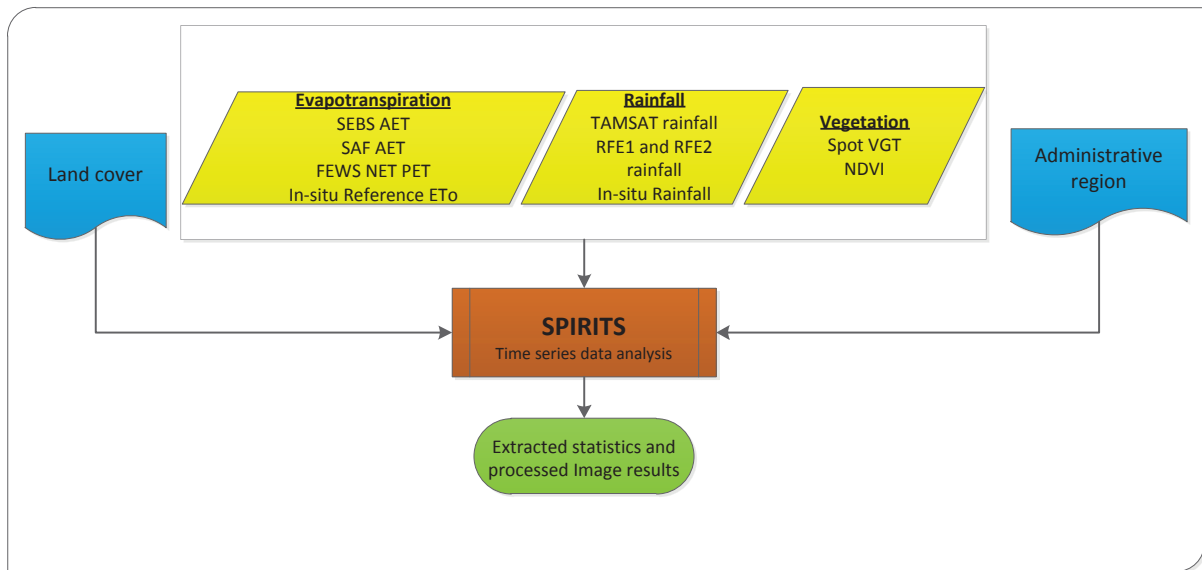 Land cover
Evapotranspiration
SEBS AET
SAF AET
FEWS NET PET
In-situ Reference ETo
Rainfall
TAMSAT rainfall
RFE1 and RFE2
rainfall
In-situ Rainfall
Vegetation
Spot VGT
NDVI
Administrative
region
SPIRITS
Time series data analysis
Extracted statistics and
processed Image results